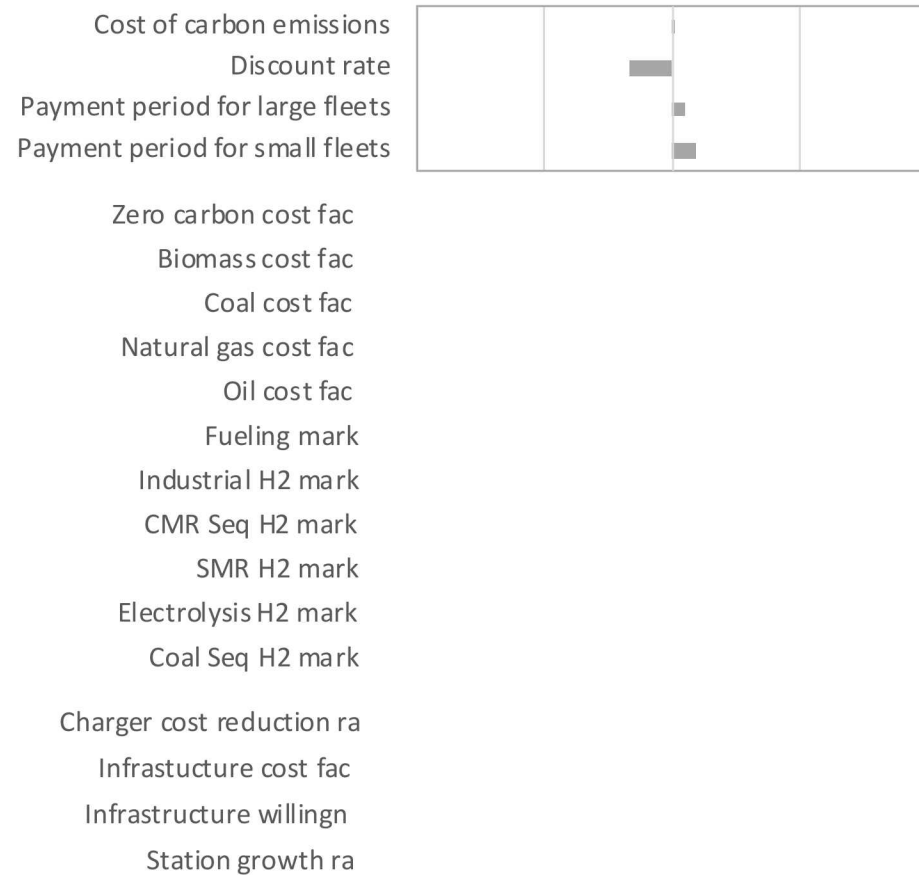 Cost of carbon emissions
Discount rate
Payment period for large fleets
Payment period for small fleets
Zero carbon cost fac
Biomass cost fac
Coal cost fac
Natural gas cost fac
Oil cost fac
Fueling mark
Industrial H2 mark
CMR Seq H2 mark
SMR H2 mark
Electrolysis H2 mark
Coal Seq H2 mark
Charger cost reduction ra
Infrastucture cost fac
Infrastructure willingn
Station growth ra